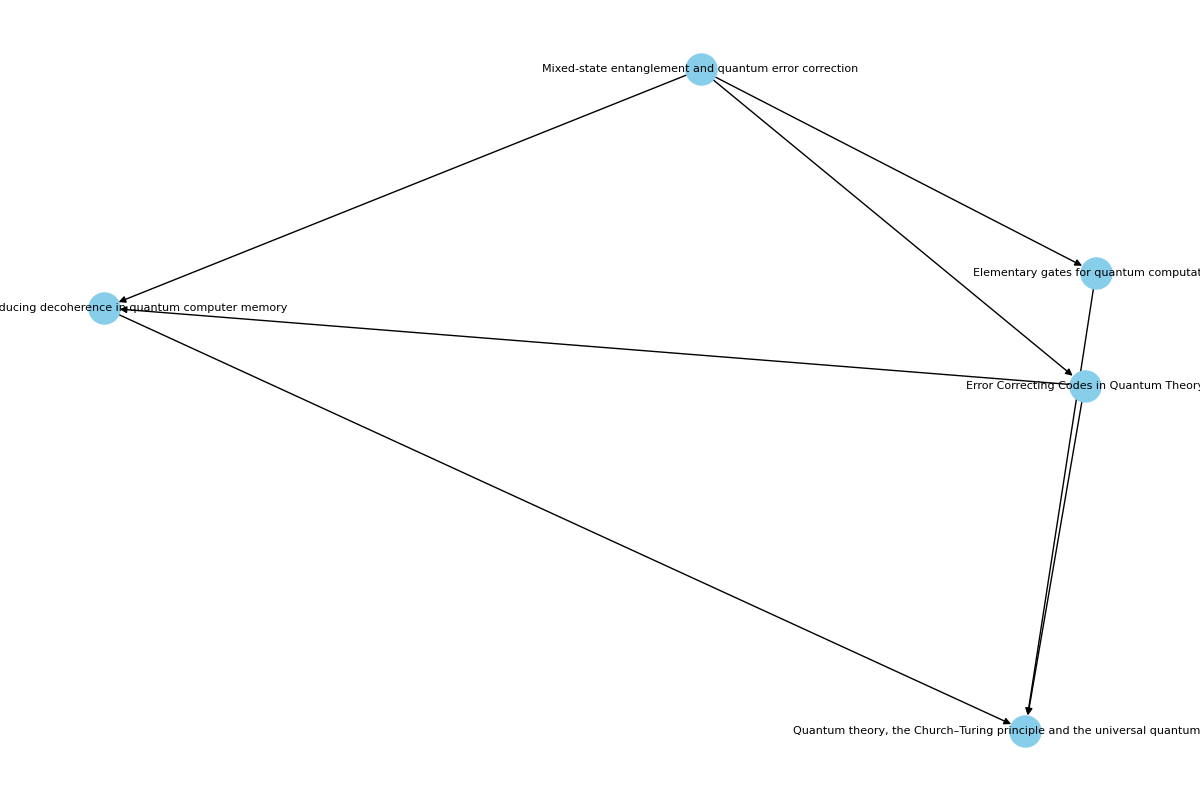 Mixed-state entanglement and quantum error correction
Elementary gates for quantum computat
ducing decoherence in quantum computer memory
Error Correcting Codes in Quantum Theory
Quantum theory, the Church–Turing principle and the universal quantum